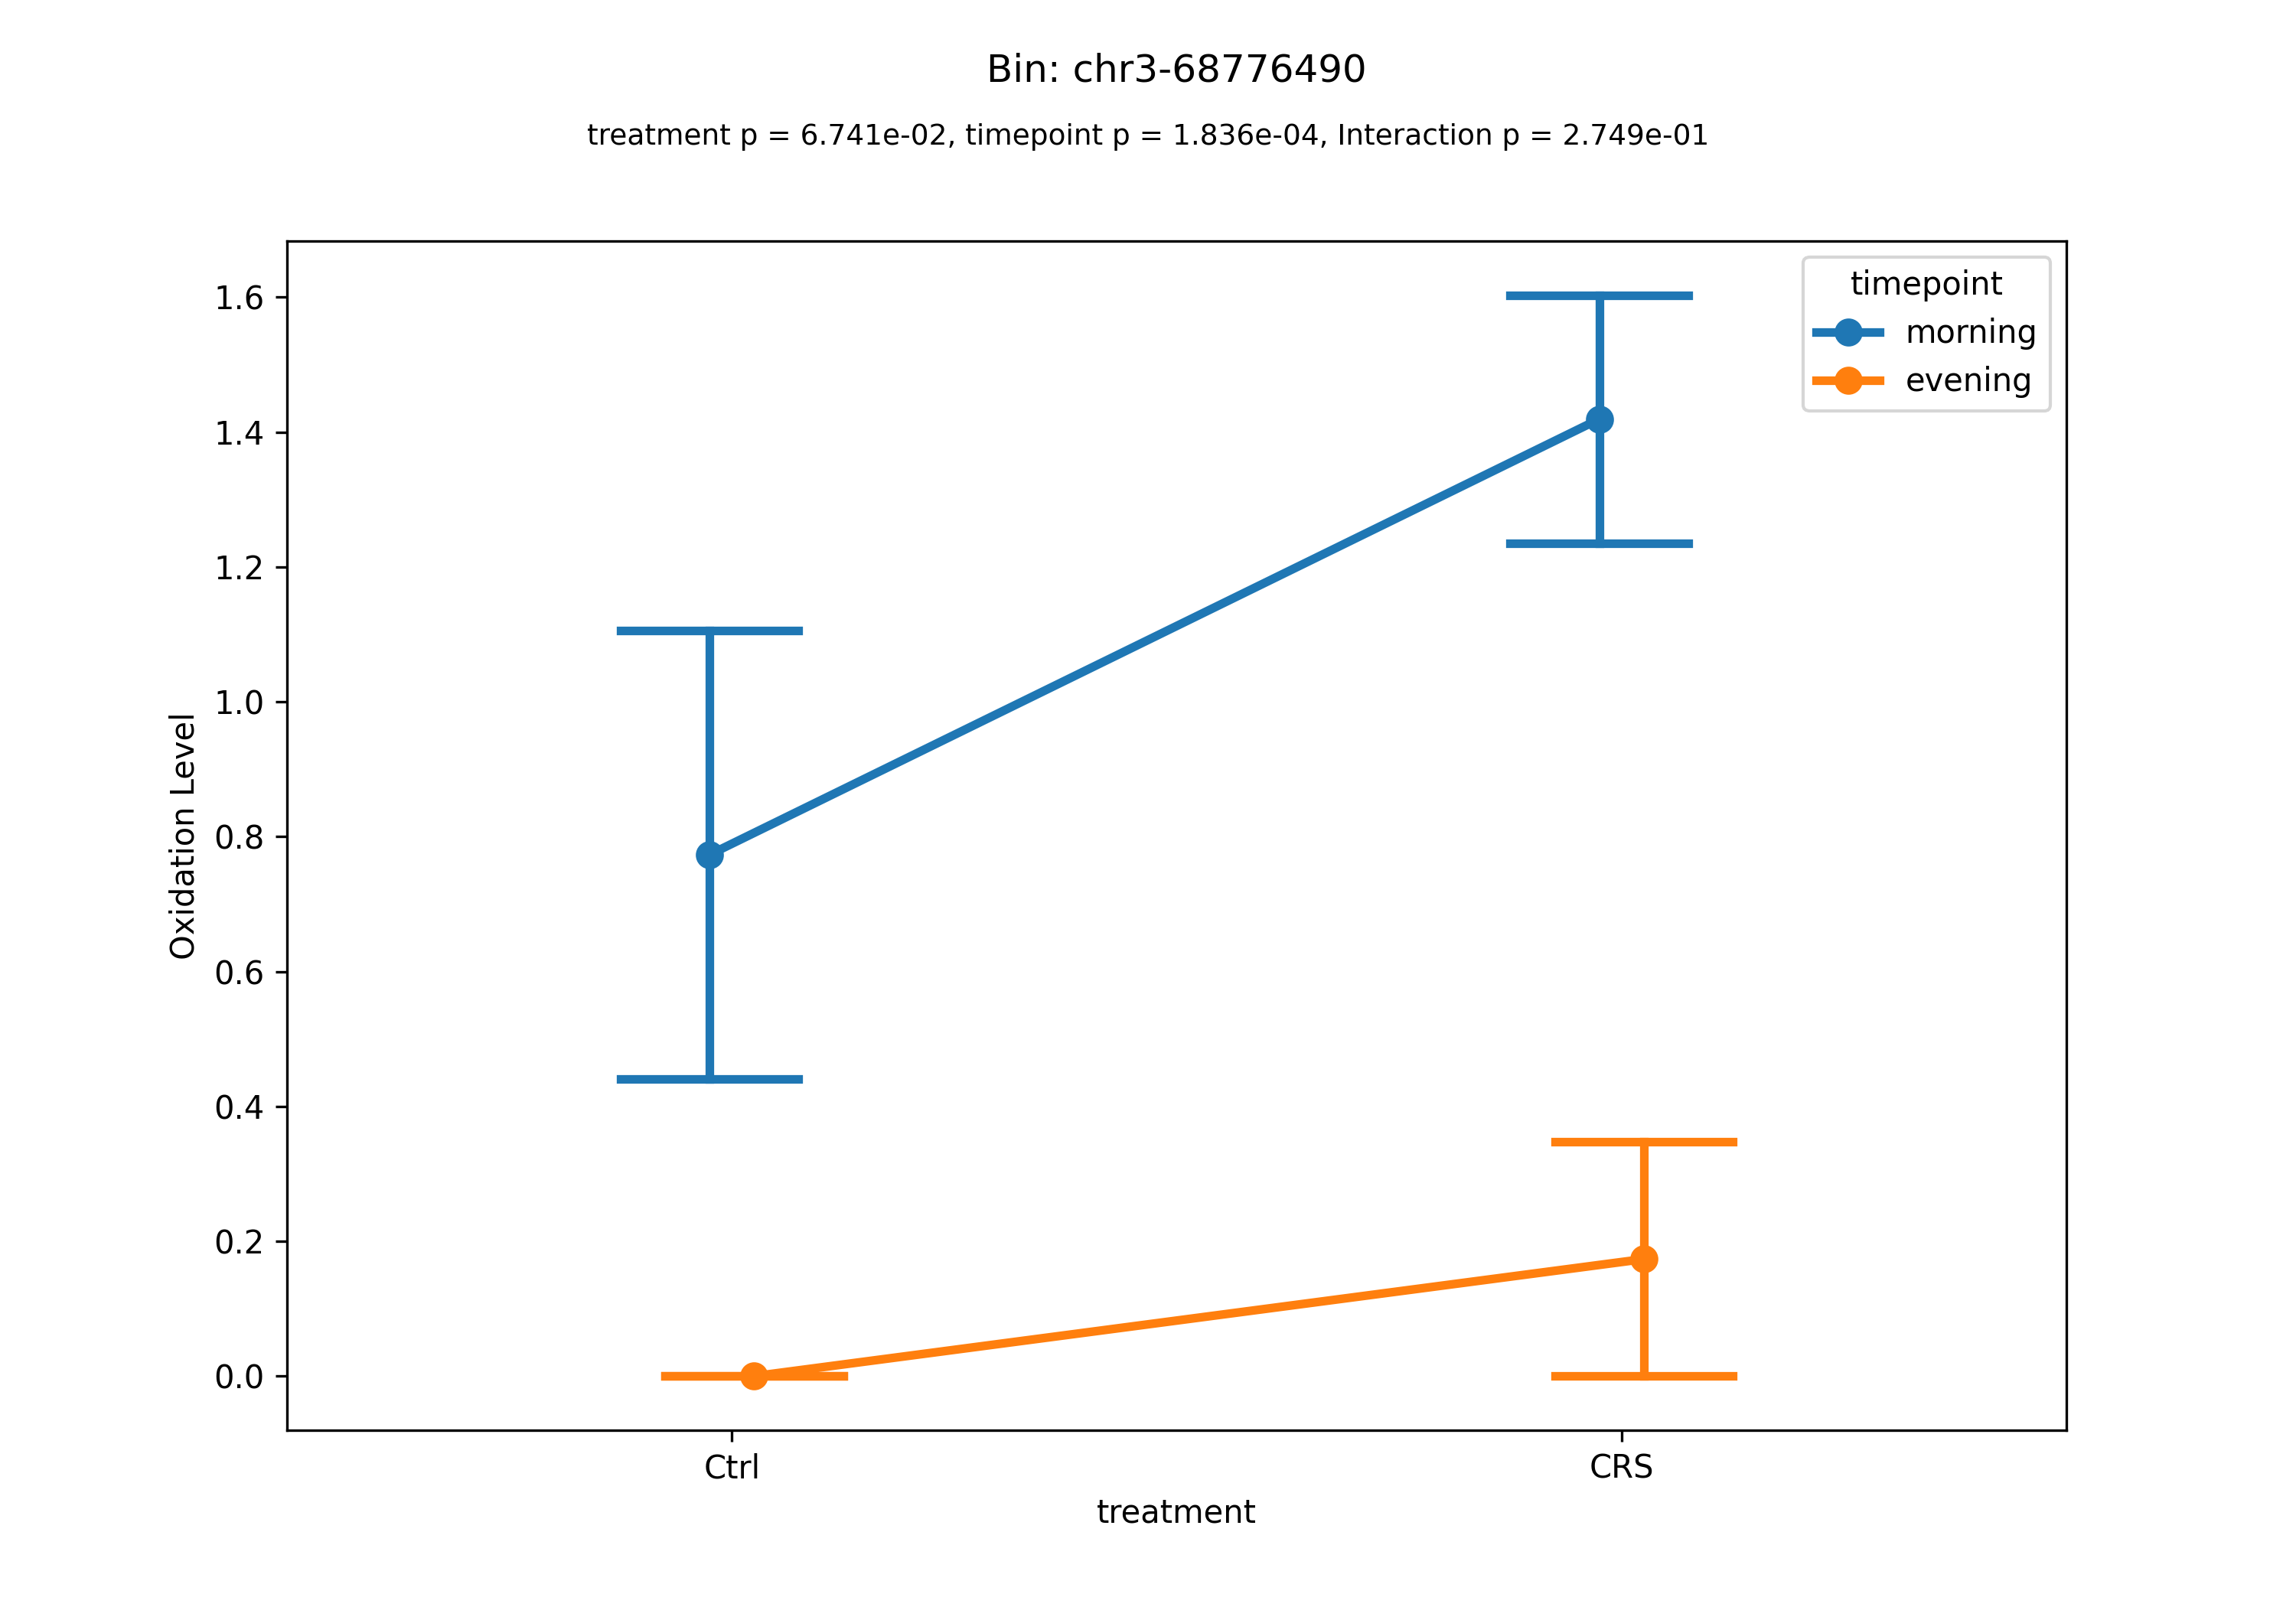 Bin: chr3-68776490
treatment p = 6.741e-02, timepoint p = 1.836e-04, Interaction p = 2.749e-01
timepoint
morning
evening
1.6
1.4
1.2
1.0
0.8
0.6
0.4
0.2
0.0
Oxidation Level
Ctrl
CRS
treatment